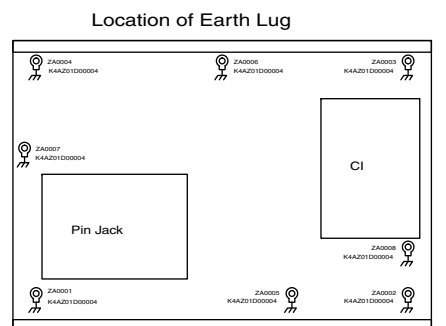 Location of Earth Lug
ZA0004
K4AZ01D00004
ZA0006
K4AZ01D00004
ZA0003
K4AZ01D00004
ZA0007
K4AZ01D00004
CI
Pin Jack
ZA0008
K4AZ01D00004
ZA0001
K4AZ01D00004
ZA0005
K4AZ01D00004
ZA0002
K4AZ01D00004